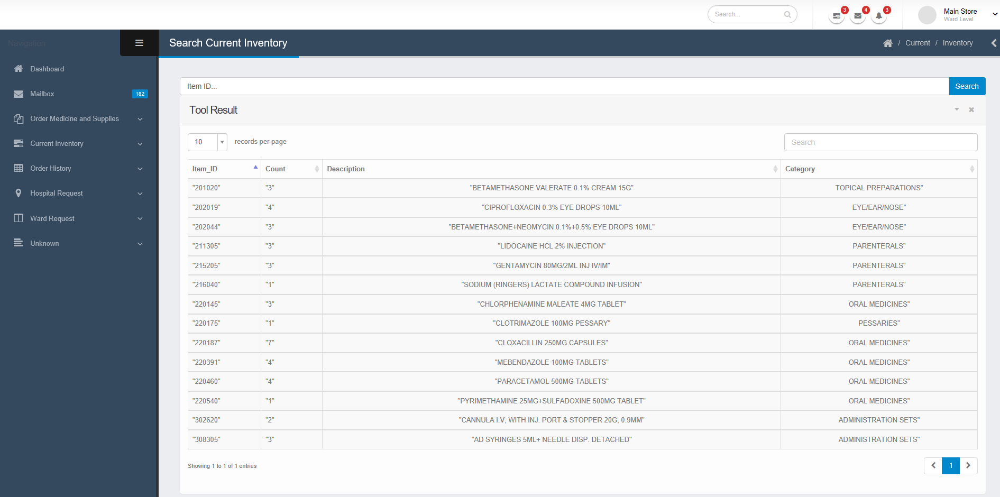 Search...
3
4
3
Main Store
Ward Level
Navigation
Search Current Inventory
/ Current / Inventory
Dashboard
Mailbox
182
Order Medicine and Supplies
Current Inventory
Order History
Hospital Request
Ward Request
Unknown
Item ID...
Search
Tool Result
10 records per page
Search
Item_ID Count Description Category
"201020" "3" "BETAMETHASONE VALERATE 0.1% CREAM 15G" TOPICAL PREPARATIONS"
"202019" "4" "CIPROFLOXACIN 0.3% EYE DROPS 10ML" EYE/EAR/NOSE"
"202044" "3" "BETAMETHASONE+NEOMYCIN 0.1%+0.5% EYE DROPS 10ML" EYE/EAR/NOSE"
"211305" "3" "LIDOCAINE HCL 2% INJECTION" PARENTERALS"
"215205" "3" "GENTAMYCIN 80MG/2ML INJ IV/IM" PARENTERALS"
"216040" "1" "SODIUM (RINGERS) LACTATE COMPOUND INFUSION" PARENTERALS"
"220145" "3" "CHLORPHENAMINE MALEATE 4MG TABLET" ORAL MEDICINES"
"220175" "1" "CLOTRIMAZOLE 100MG PESSARY" PESSARIES"
"220187" "7" "CLOXACILLIN 250MG CAPSULES" ORAL MEDICINES"
"220391" "4" "MEBENDAZOLE 100MG TABLETS" ORAL MEDICINES"
"220460" "4" "PARACETAMOL 500MG TABLETS" ORAL MEDICINES"
"220540" "1" "PYRIMETHAMINE 25MG+SULFADOXINE 500MG TABLET" ORAL MEDICINES"
"302620" "2" "CANNULA I.V, WITH INJ. PORT & STOPPER 20G, 0.9MM" ADMINISTRATION SETS"
"308305" "3" "AD SYRINGES 5ML+ NEEDLE DISP. DETACHED" ADMINISTRATION SETS"
Showing 1 to 1 of 1 entries
1